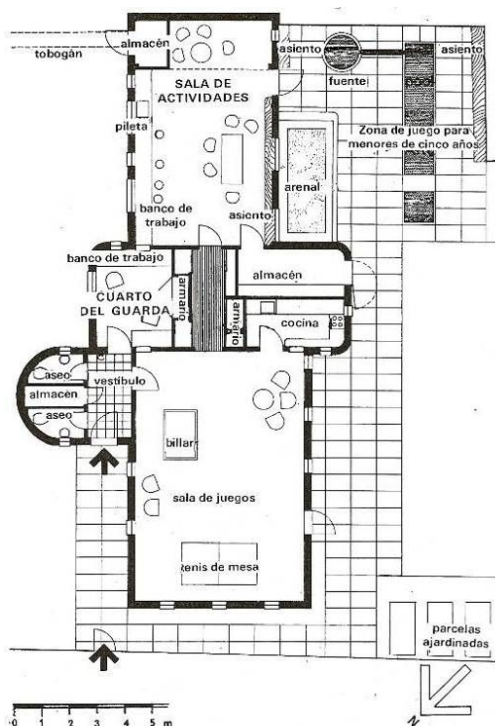 almacén
tobogán
asiento
asiento
fuente
pool
SALA DE
ACTIVIDADES
pileta
Zona de juego para
menores de cinco años
arenal
banco de
trabajo
asiento
banco de trabajo
almacén
armario
CUARTO
DEL GUARDA
armario
cocina
aseo
vestíbulo
almacén
aseo
billar
sala de juegos
tenis de mesa
parcelas
ajardinadas
0 1 2 3 4 5 m
N